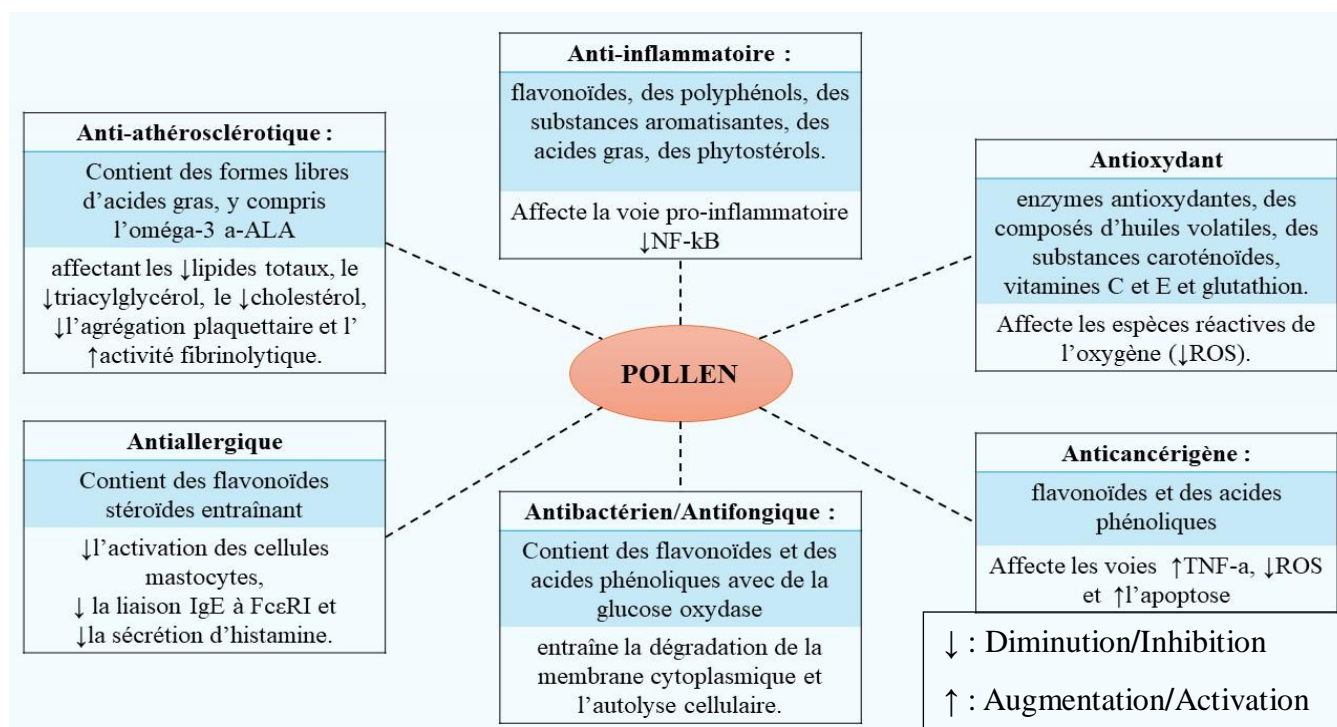 Anti-inflammatoire :
flavonoïdes, des polyphénols, des
substances aromatisantes, des
acides gras, des phytostérols.
Affecte la voie pro-inflammatoire
↓NF-kB
Anti-athérosclérotique :
Contient des formes libres
d’acides gras, y compris
l’oméga-3 a-ALA
affectant les ↓lipides totaux, le
↓triacylglycérol, le ↓cholestérol,
↓l’agrégation plaquettaire et l’
↑activité fibrinolytique.
Antioxydant
enzymes antioxydantes, des
composés d’huiles volatiles, des
substances caroténoïdes,
vitamines C et E et glutathion.
Affecte les espèces réactives de
l’oxygène (↓ROS).
POLLEN
Antiallergique
Contient des flavonoïdes
stéroïdes entraînant
↓l’activation des cellules
mastocytes,
↓ la liaison IgE à FcεRI et
↓la sécrétion d’histamine.
Antibactérien/Antifongique :
Contient des flavonoïdes et des
acides phénoliques avec de la
glucose oxydase
entraîne la dégradation de la
membrane cytoplasmique et
l’autolyse cellulaire.
Anticancérigène :
flavonoïdes et des acides
phénoliques
Affecte les voies ↑TNF-a, ↓ROS
et ↑l’apoptose
↓ : Diminution/Inhibition
↑ : Augmentation/Activation